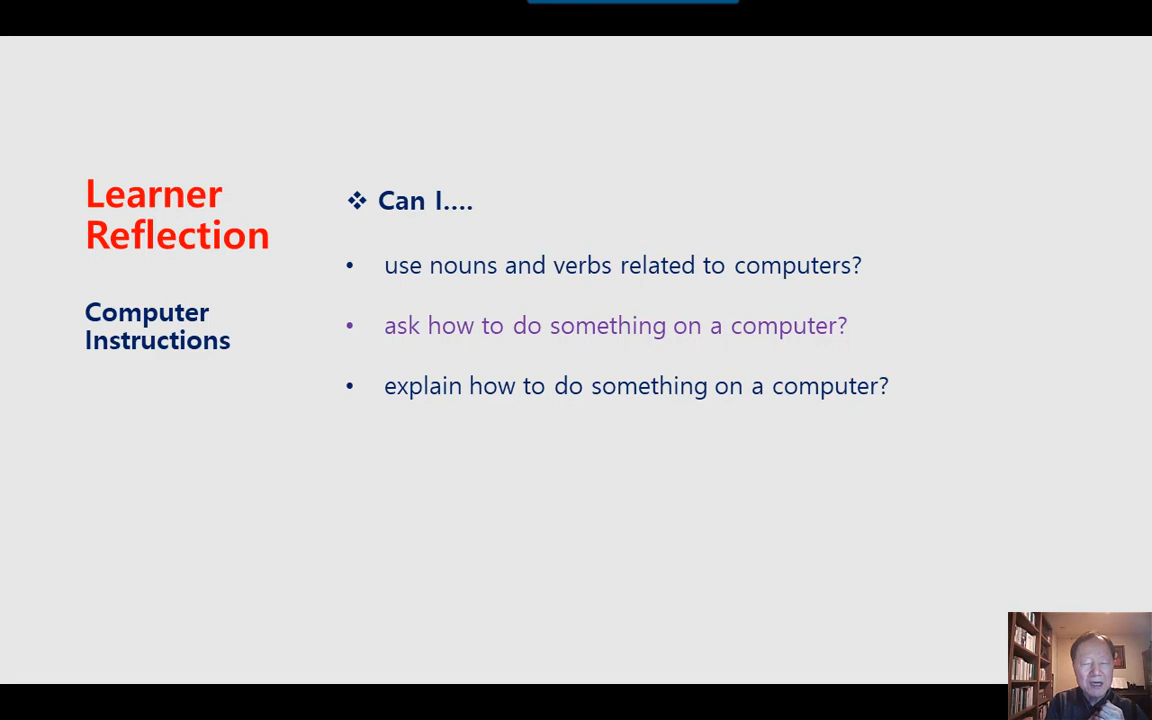 Learner
Reflection
Computer
Instructions
❖ Can I....
• use nouns and verbs related to computers?
• ask how to do something on a computer?
• explain how to do something on a computer?